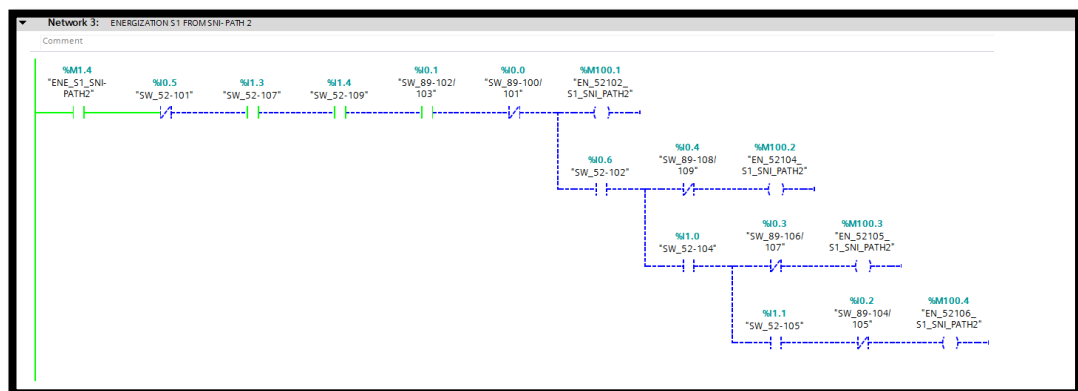 Network 3: ENERGIZATION S1 FROM SNI- PATH 2
Comment
%M1.4
"ENE_S1_SNI-
PATH2"
%I0.5
"SW_52-101"
%I1.3
"SW_52-107"
%I1.4
"SW_52-109"
%I0.1
"SW_89-102/
103"
%I0.0
"SW_89-100/
101"
%M100.1
"EN_52102_
S1_SNI_PATH2"
%I0.6
"SW_52-102"
%I0.4
"SW_89-108/
109"
%M100.2
"EN_52104_
S1_SNI_PATH2"
%I1.0
"SW_52-104"
%I0.3
"SW_89-106/
107"
%M100.3
"EN_52105_
S1_SNI_PATH2"
%I1.1
"SW_52-105"
%I0.2
"SW_89-104/
105"
%M100.4
"EN_52106_
S1_SNI_PATH2"